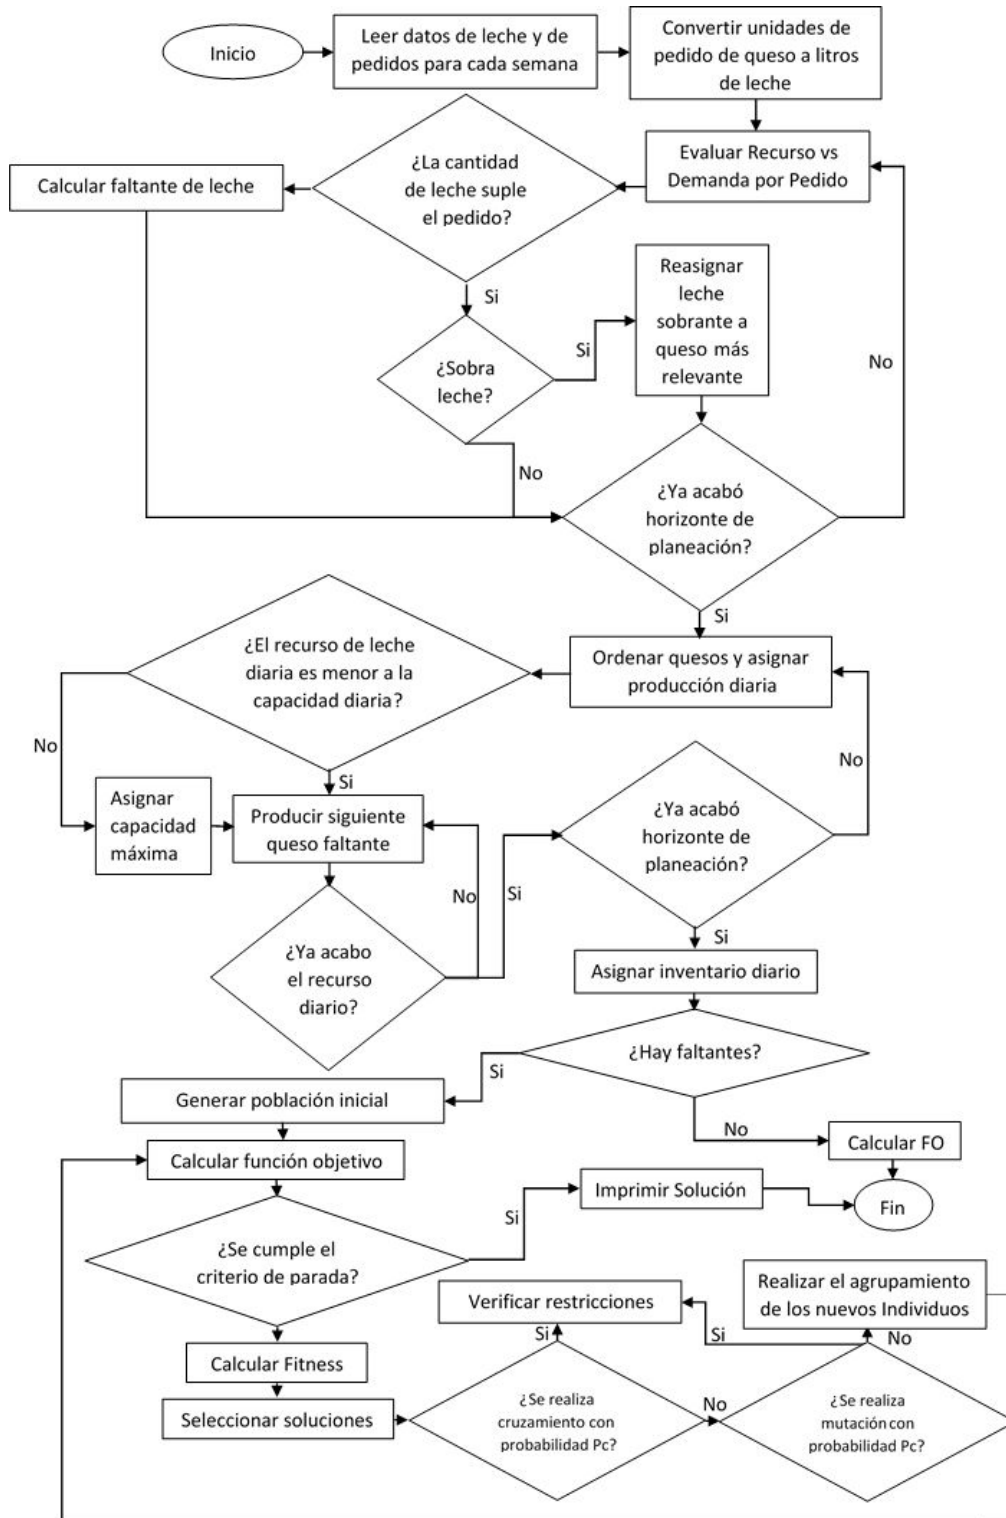 Inicio
Leer datos de leche y de
pedidos para cada semana
Convertir unidades de
pedido de queso a litros
de leche
Evaluar Recurso vs
Demanda por Pedido
¿La cantidad
de leche suple
el pedido?
Calcular faltante de leche
Si
¿Sobra
leche?
Si
Reasignar
leche
sobrante a
queso más
relevante
No
No
¿Ya acabó
horizonte de
planeación?
Si
Ordenar quesos y asignar
producción diaria
¿El recurso de leche
diaria es menor a la
capacidad diaria?
No
Si
Asignar
capacidad
máxima
Producir siguiente
queso faltante
No
¿Ya acabo
el recurso
diario?
Si
¿Ya acabó
horizonte de
planeación?
No
Si
Asignar inventario diario
¿Hay faltantes?
Si
No
Generar población inicial
Calcular FO
Fin
Calcular función objetivo
¿Se cumple el
criterio de parada?
Si
Imprimir Solución
Calcular Fitness
Seleccionar soluciones
¿Se realiza
cruzamiento con
probabilidad Pc?
Si
Verificar restricciones
No
¿Se realiza
mutación con
probabilidad Pc?
Si
No
Realizar el agrupamiento
de los nuevos Individuos